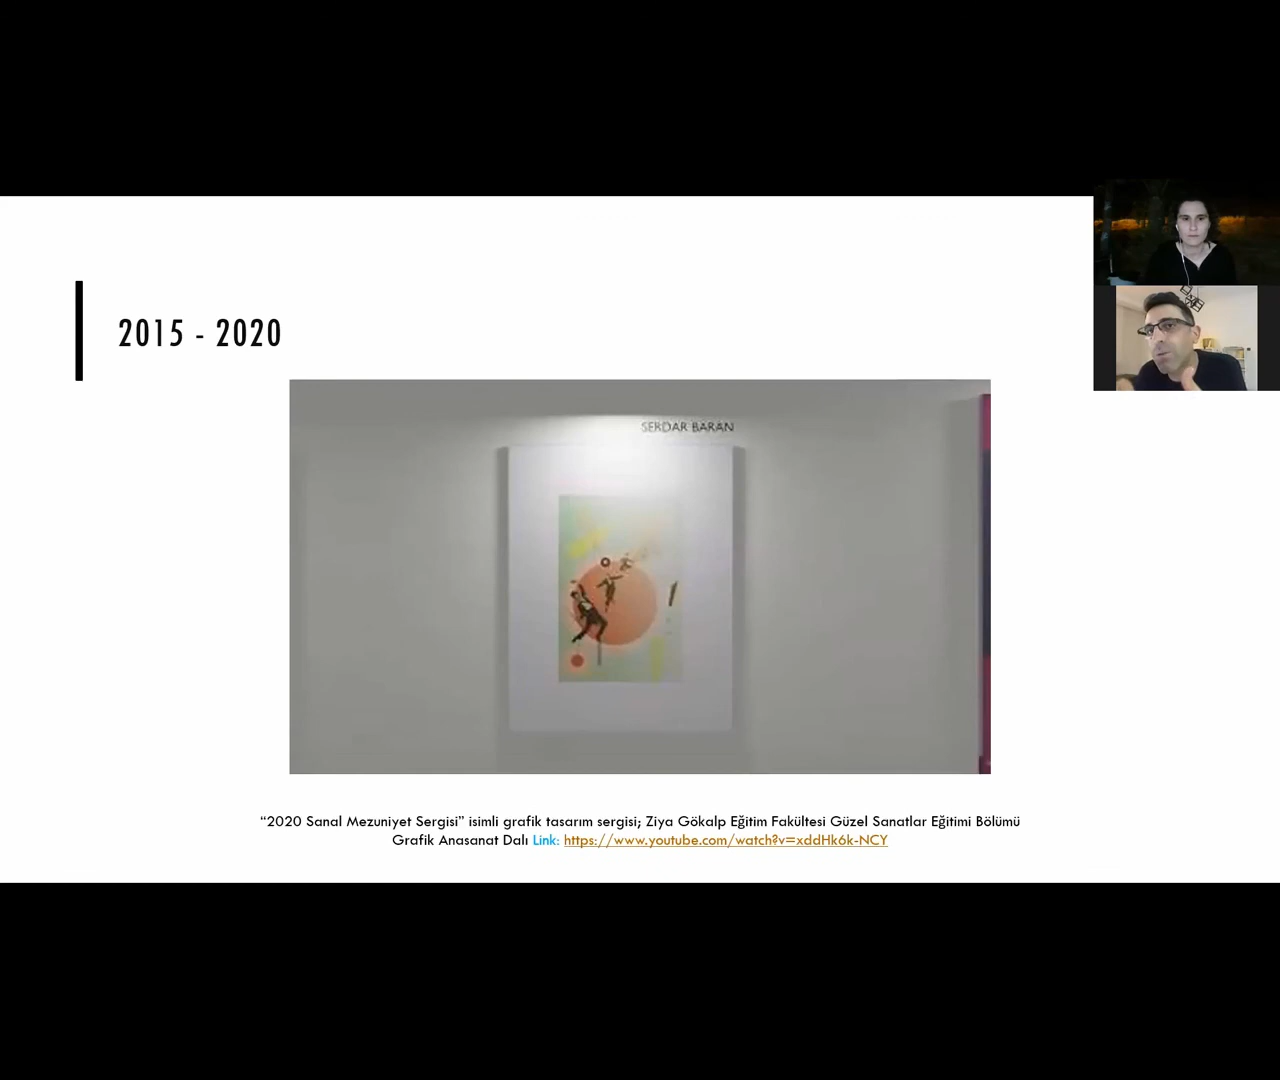 2015 - 2020
SERDAR BARAN
“2020 Sanal Mezuniyet Sergisi” isimli grafik tasarım sergisi; Ziya Gökalp Eğitim Fakültesi Güzel Sanatlar Eğitimi Bölümü
Grafik Anasanat Dalı Link: https://www.youtube.com/watch?v=xddHk6k-NCY